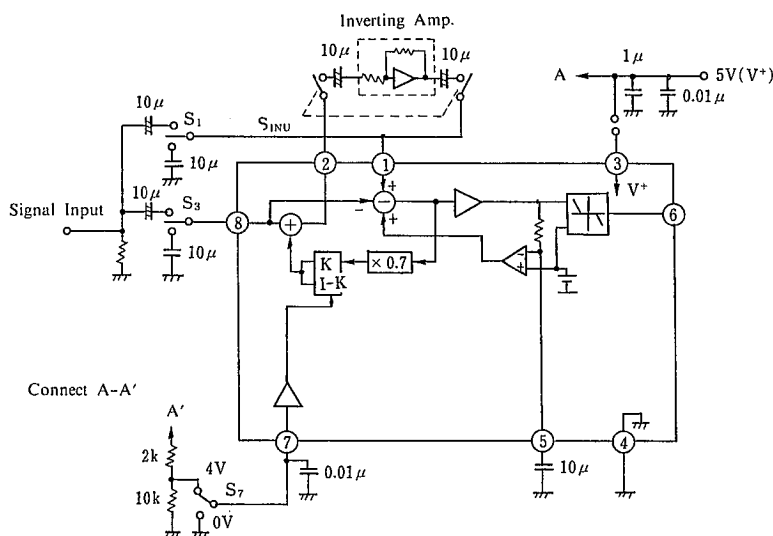 Inverting Amp.
10μ
10μ
1μ
A
5V(V⁺)
0.01μ
10μ
S₁
S_INU
10μ
2
1
3
V⁺
10μ
S₃
Signal Input
8
+
−
−
+
+
6
10μ
K
I-K
× 0.7
−
+
Connect A-A'
A'
7
5
4
2k
4V
0.01μ
10μ
10k
S₇
0V